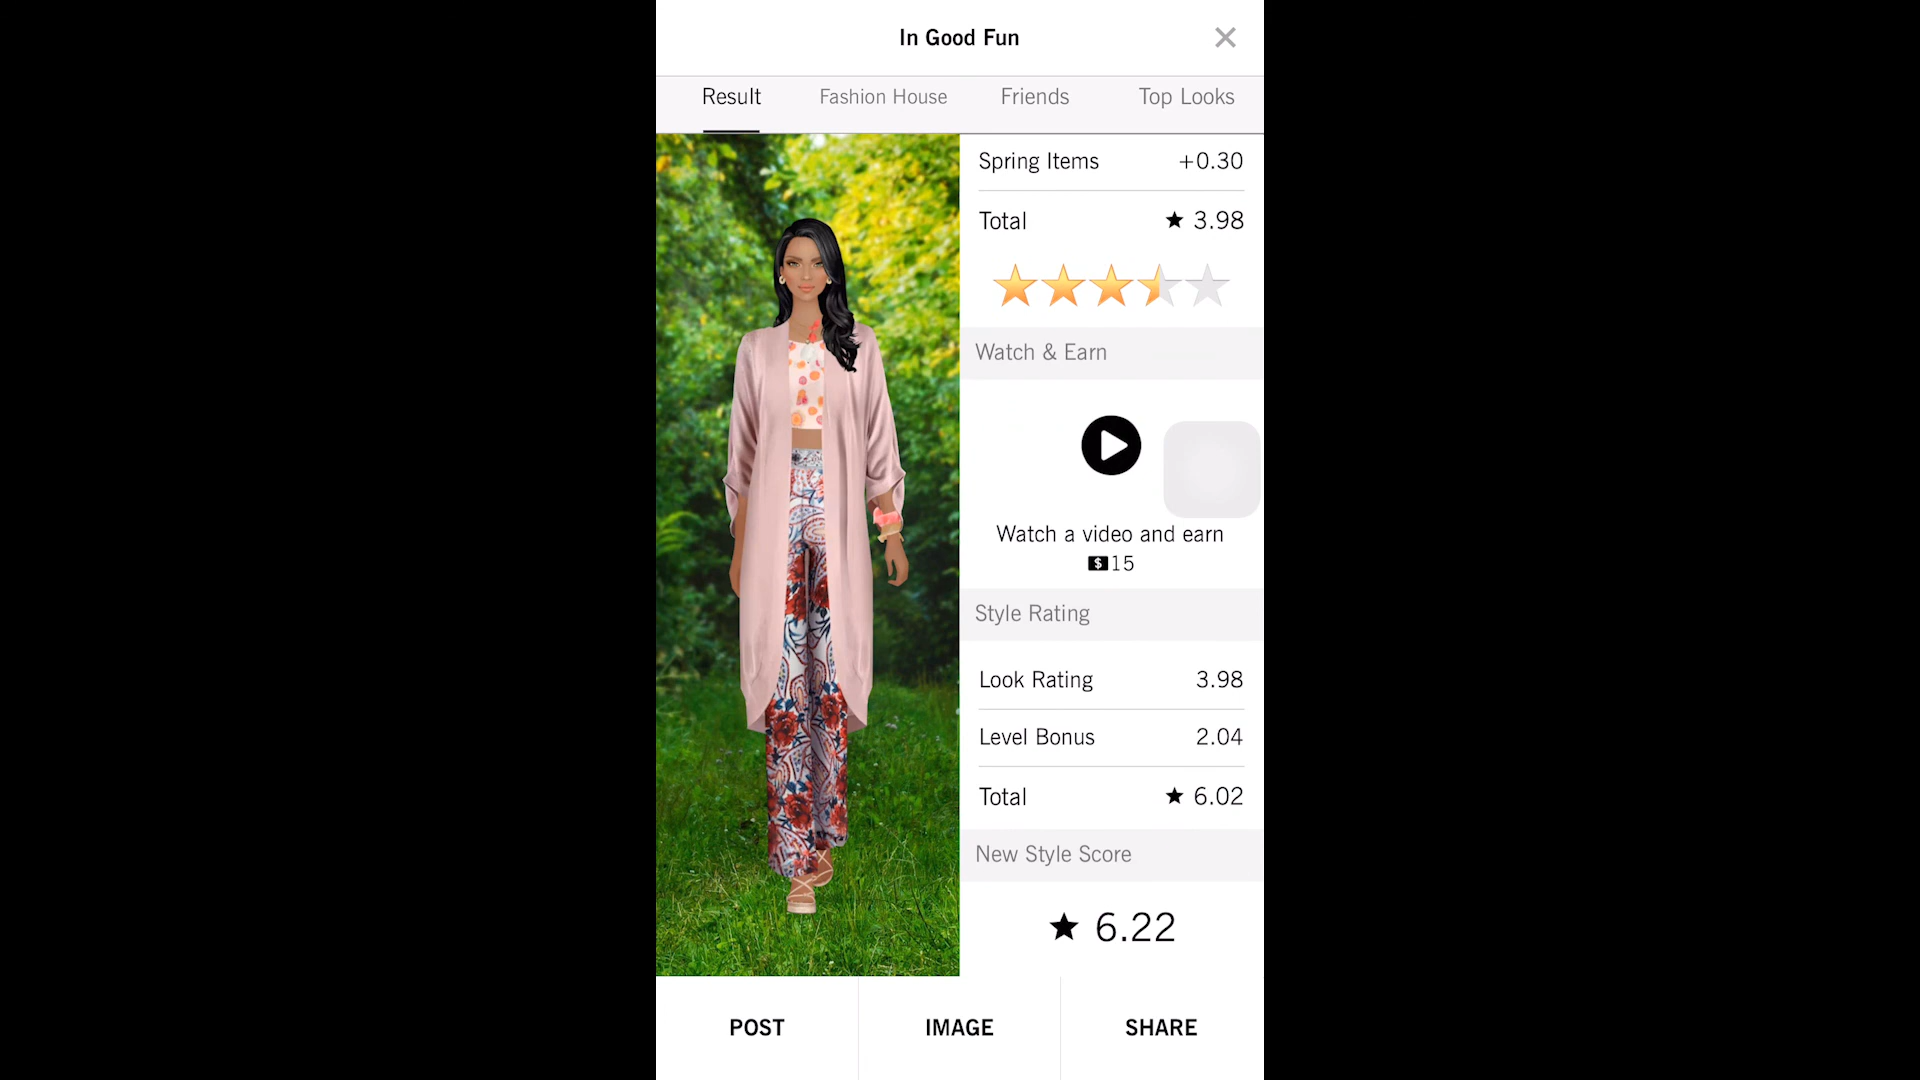 In Good Fun
Result
Fashion House
Friends
Top Looks
Spring Items +0.30
Total ★ 3.98
Watch & Earn
Watch a video and earn
$ 15
Style Rating
Look Rating 3.98
Level Bonus 2.04
Total ★ 6.02
New Style Score
★ 6.22
POST
IMAGE
SHARE